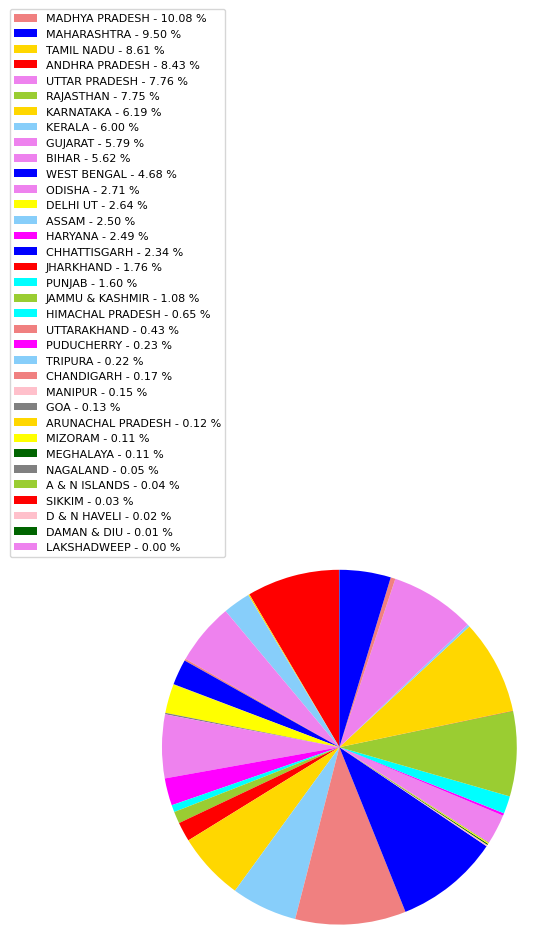 MADHYA PRADESH - 10.08 %
MAHARASHTRA - 9.50 %
TAMIL NADU - 8.61 %
ANDHRA PRADESH - 8.43 %
UTTAR PRADESH - 7.76 %
RAJASTHAN - 7.75 %
KARNATAKA - 6.19 %
KERALA - 6.00 %
GUJARAT - 5.79 %
BIHAR - 5.62 %
WEST BENGAL - 4.68 %
ODISHA - 2.71 %
DELHI UT - 2.64 %
ASSAM - 2.50 %
HARYANA - 2.49 %
CHHATTISGARH - 2.34 %
JHARKHAND - 1.76 %
PUNJAB - 1.60 %
JAMMU & KASHMIR - 1.08 %
HIMACHAL PRADESH - 0.65 %
UTTARAKHAND - 0.43 %
PUDUCHERRY - 0.23 %
TRIPURA - 0.22 %
CHANDIGARH - 0.17 %
MANIPUR - 0.15 %
GOA - 0.13 %
ARUNACHAL PRADESH - 0.12 %
MIZORAM - 0.11 %
MEGHALAYA - 0.11 %
NAGALAND - 0.05 %
A & N ISLANDS - 0.04 %
SIKKIM - 0.03 %
D & N HAVELI - 0.02 %
DAMAN & DIU - 0.01 %
LAKSHADWEEP - 0.00 %